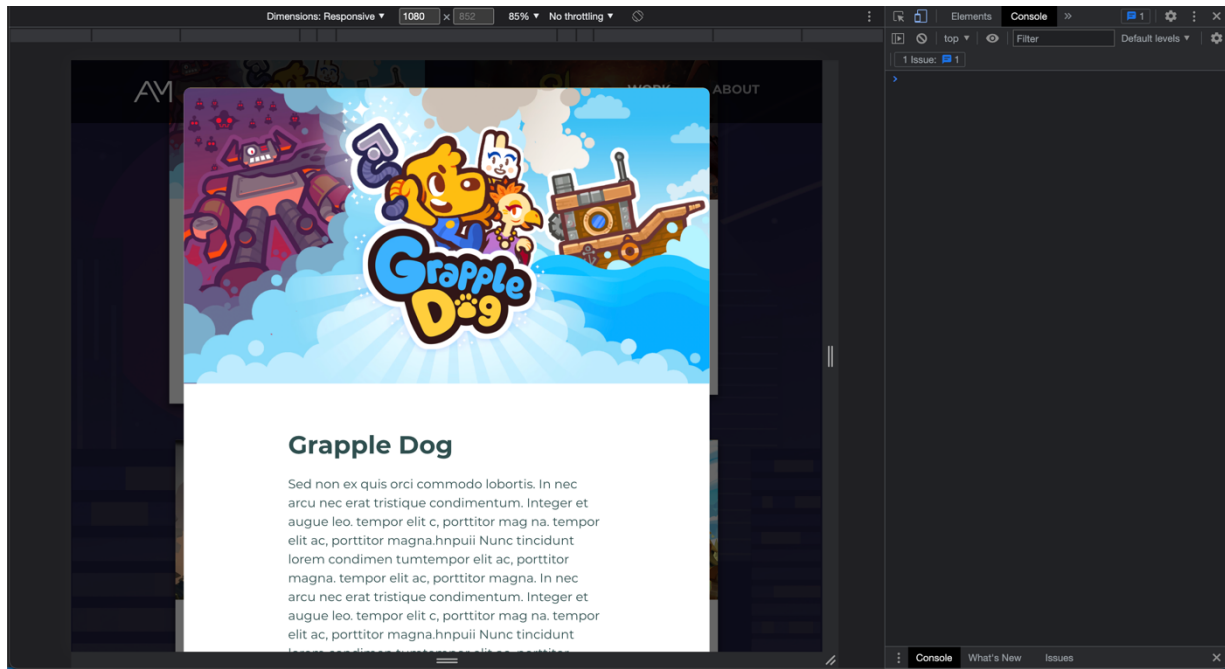 Dimensions: Responsive ▼ 1080 × 852 85% ▼ No throttling ▼
Elements Console » 1
top ▼ Filter Default levels ▼
1 Issue: 1
›
AM WORK ABOUT
Grapple
Dog
Grapple Dog
Sed non ex quis orci commodo lobortis. In nec
arcu nec erat tristique condimentum. Integer et
augue leo. tempor elit c, porttitor mag na. tempor
elit ac, porttitor magna.hnpuii Nunc tincidunt
lorem condimen tumtempor elit ac, porttitor
magna. tempor elit ac, porttitor magna. In nec
arcu nec erat tristique condimentum. Integer et
augue leo. tempor elit c, porttitor mag na. tempor
elit ac, porttitor magna.hnpuii Nunc tincidunt
Console What's New Issues